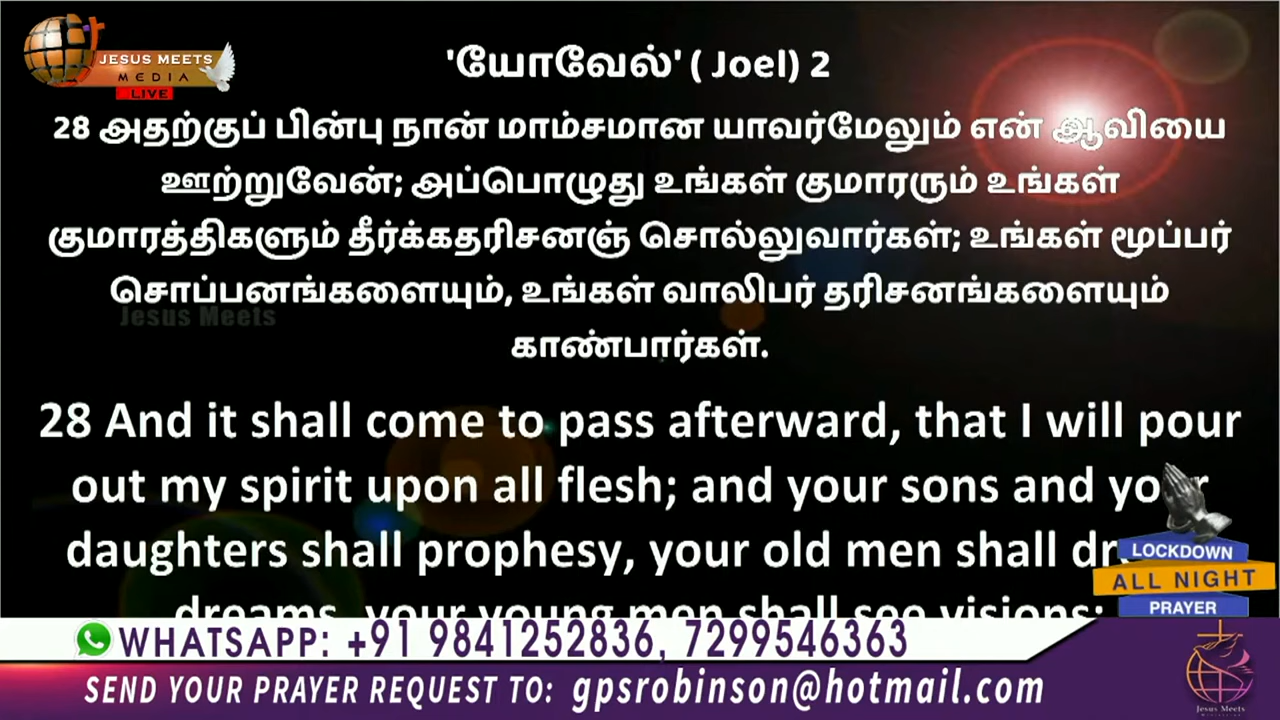 JESUS MEETS
MEDIA
LIVE
'யோவேல்' ( Joel) 2
28 அதற்குப் பின்பு நான் மாம்சமான யாவர்மேலும் என் ஆவியை
ஊற்றுவேன்; அப்பொழுது உங்கள் குமாரரும் உங்கள்
குமாரத்திகளும் தீர்க்கதரிசனஞ் சொல்லுவார்கள்; உங்கள் மூப்பர்
சொப்பனங்களையும், உங்கள் வாலிபர் தரிசனங்களையும்
Jesus Meets
காண்பார்கள்.
28 And it shall come to pass afterward, that I will pour
out my spirit upon all flesh; and your sons and your
daughters shall prophesy, your old men shall
dreams, your young men shall see visions:
LOCKDOWN
ALL NIGHT
PRAYER
WHATSAPP: +91 9841252836, 7299546363
SEND YOUR PRAYER REQUEST TO: gpsrobinson@hotmail.com
Jesus Meets